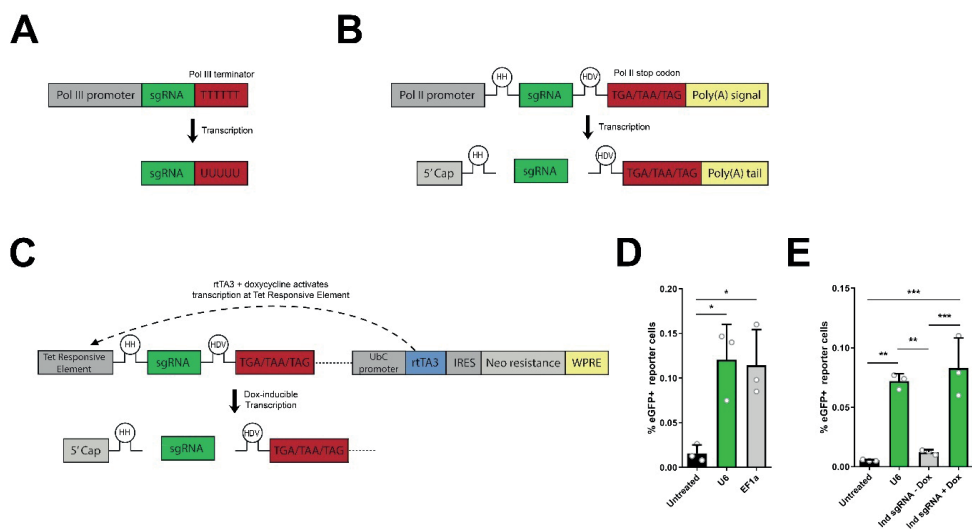 A
Pol III terminator
Pol III promoter sgRNA TTTTTT
Transcription
sgRNA UUUUU
B
HH HDV Pol II stop codon
Pol II promoter sgRNA TGA/TAA/TAG Poly(A) signal
Transcription
HH HDV
5' Cap sgRNA TGA/TAA/TAG Poly(A) tail
C
rtTA3 + doxycycline activates
transcription at Tet Responsive Element
HH HDV
Tet Responsive
Element
sgRNA TGA/TAA/TAG
UbC
promoter
rtTA3 IRES Neo resistance WPRE
Dox-inducible
Transcription
HH HDV
5' Cap sgRNA TGA/TAA/TAG
D
% eGFP+ reporter cells
0.20
0.15
0.10
0.05
0.00
*
*
Untreated
U6
EF1a
E
% eGFP+ reporter cells
0.15
0.10
0.05
0.00
***
***
** **
Untreated
U6
Ind sgRNA - Dox
Ind sgRNA + Dox